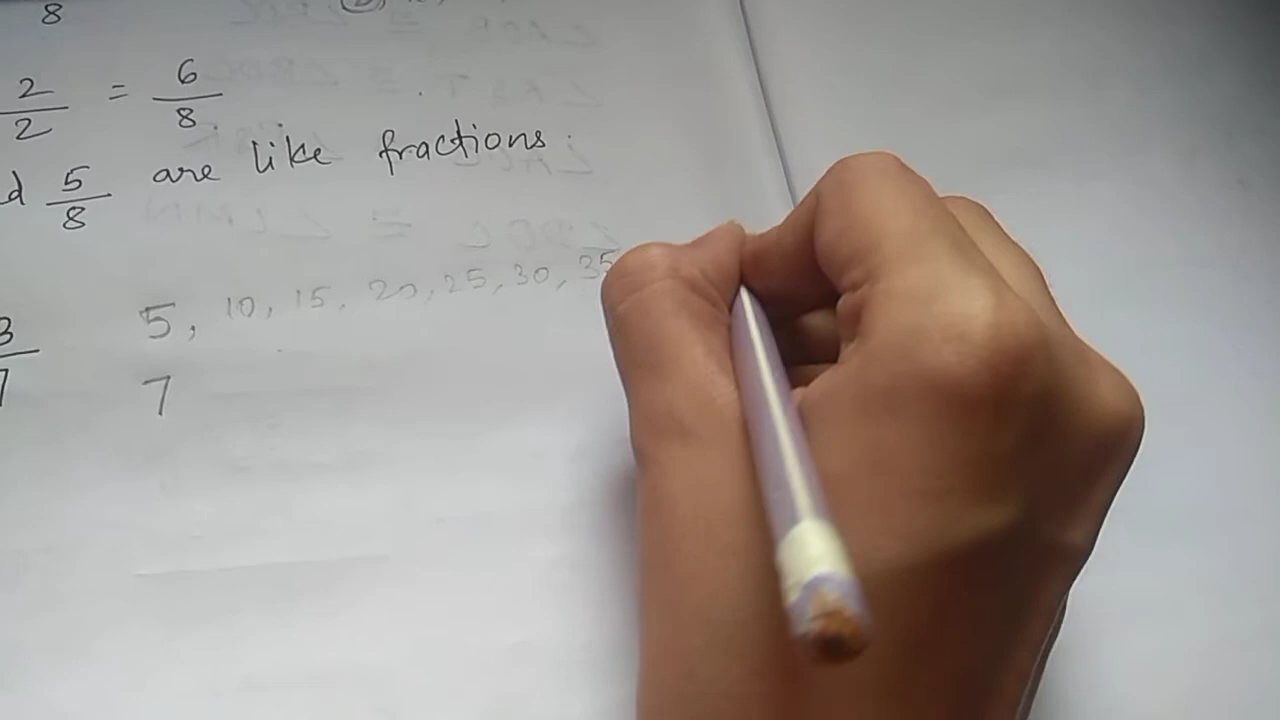 8
2/2 = 6/8
d 5/8 are like fractions.
3/7 5, 10, 15, 20, 25, 30, 35
7